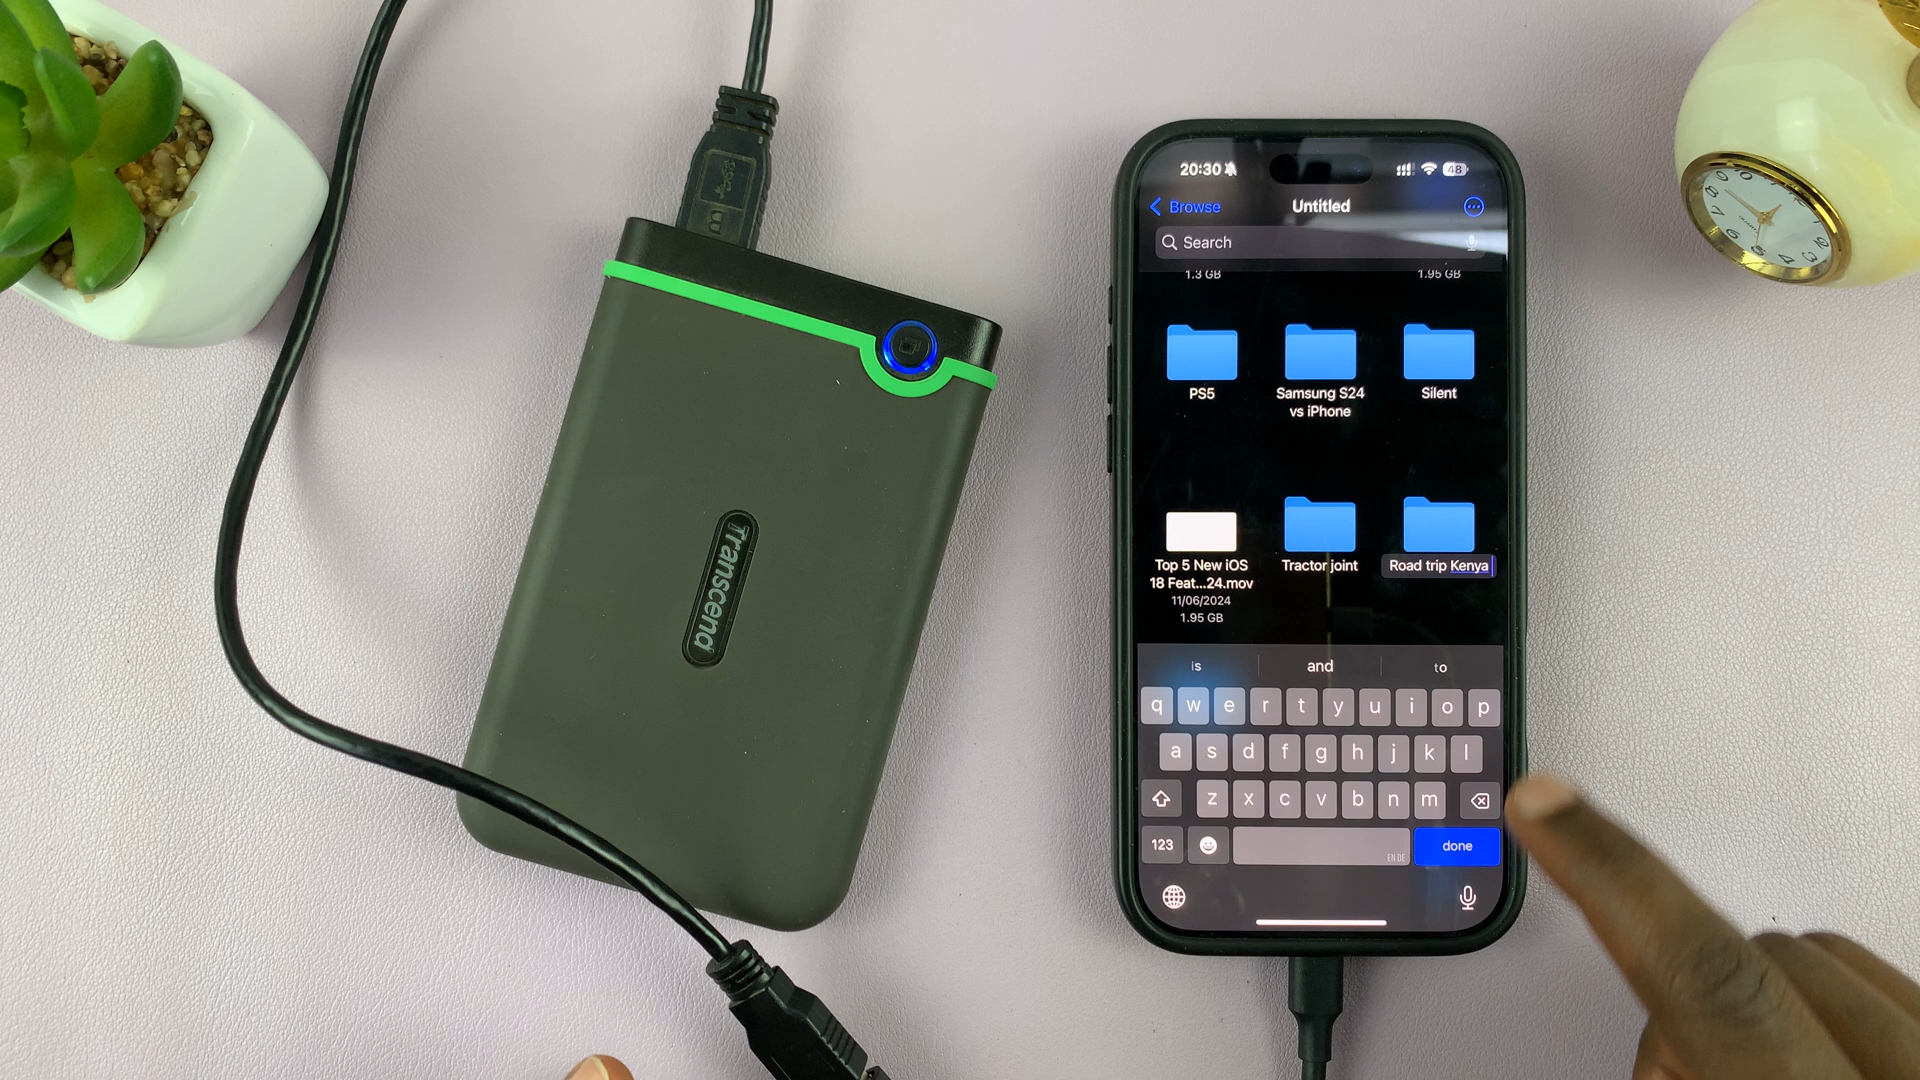 Transcend
20:30
48
Browse
Untitled
Search
1.3 GB
1.95 GB
PS5
Samsung S24
vs iPhone
Silent
Top 5 New iOS
18 Feat...24.mov
11/06/2024
1.95 GB
Tractor joint
Road trip Kenya
is and to
q w e r t y u i o p
a s d f g h j k l
z x c v b n m
123
EN DE
done